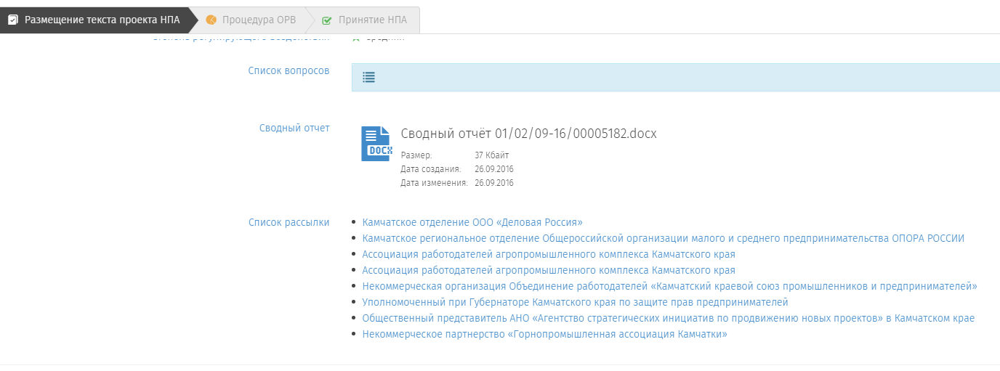 Размещение текста проекта НПА Процедура ОРВ Принятие НПА
Список вопросов
Сводный отчет
Сводный отчёт 01/02/09-16/00005182.docx
DOCX
Размер: 37 Кбайт
Дата создания: 26.09.2016
Дата изменения: 26.09.2016
Список рассылки
Камчатское отделение ООО «Деловая Россия»
Камчатское региональное отделение Общероссийской организации малого и среднего предпринимательства ОПОРА РОССИИ
Ассоциация работодателей агропромышленного комплекса Камчатского края
Ассоциация работодателей агропромышленного комплекса Камчатского края
Некоммерческая организация Объединение работодателей «Камчатский краевой союз промышленников и предпринимателей»
Уполномоченный при Губернаторе Камчатского края по защите прав предпринимателей
Общественный представитель АНО «Агентство стратегических инициатив по продвижению новых проектов» в Камчатском крае
Некоммерческое партнерство «Горнопромышленная ассоциация Камчатки»